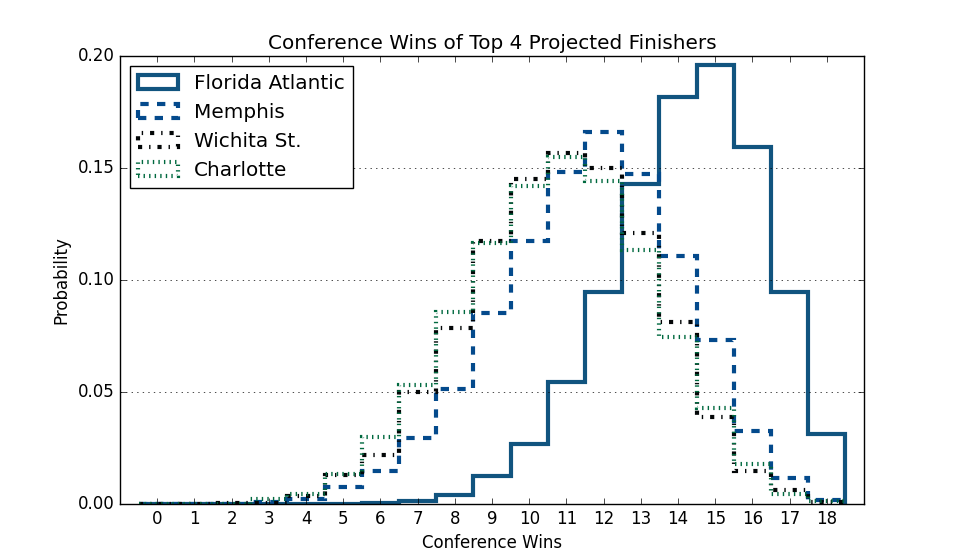 Conference Wins of Top 4 Projected Finishers
Florida Atlantic
Memphis
Wichita St.
Charlotte
0.20
0.15
0.10
0.05
0.00
Probability
0 1 2 3 4 5 6 7 8 9 10 11 12 13 14 15 16 17 18
Conference Wins